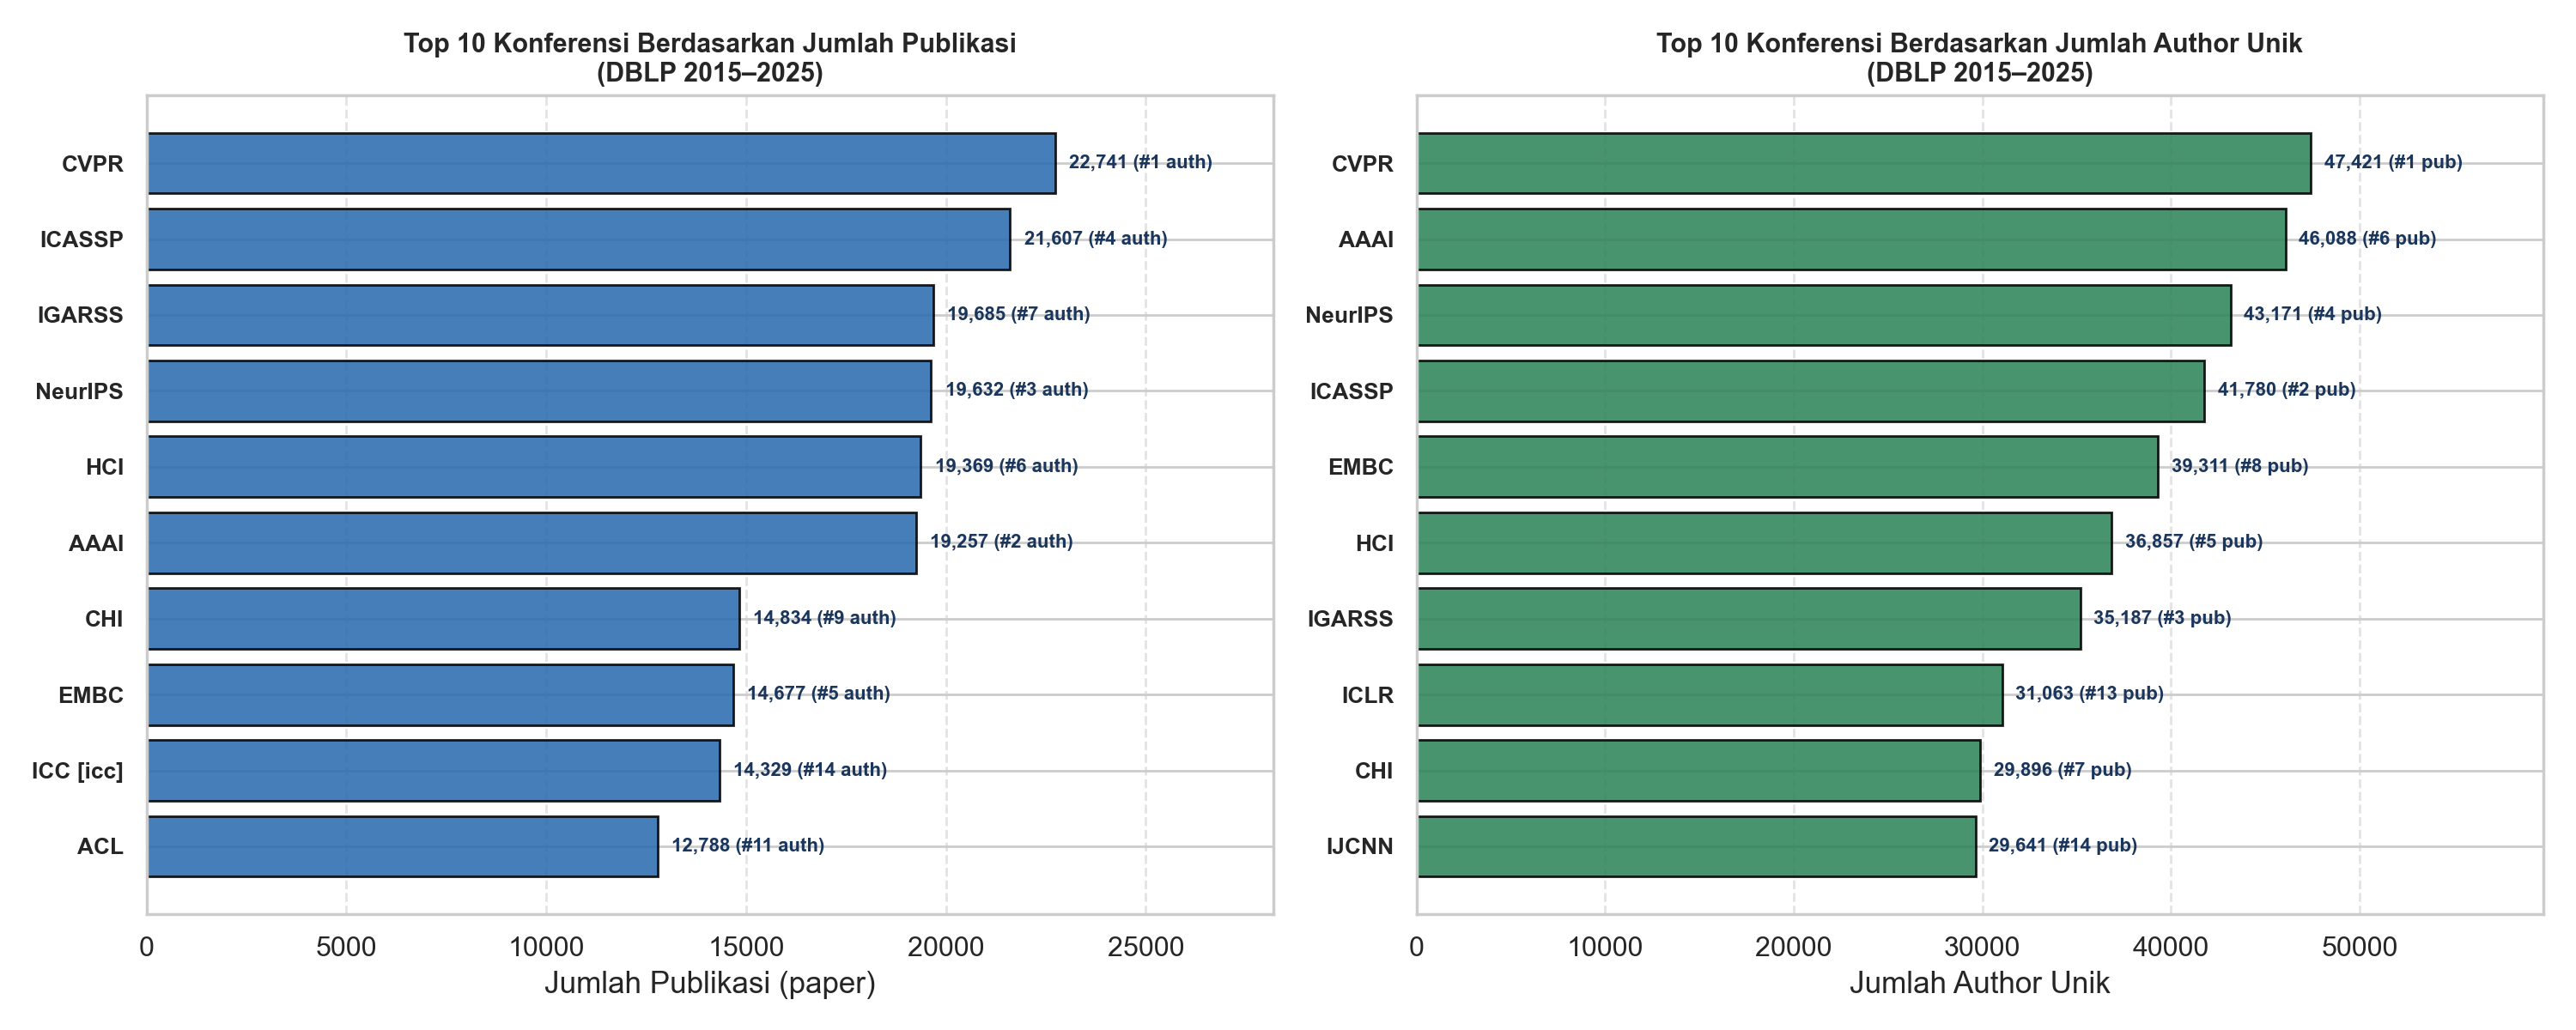 Top 10 Konferensi Berdasarkan Jumlah Publikasi
(DBLP 2015–2025)
CVPR 22,741 (#1 auth)
ICASSP 21,607 (#4 auth)
IGARSS 19,685 (#7 auth)
NeurIPS 19,632 (#3 auth)
HCI 19,369 (#6 auth)
AAAI 19,257 (#2 auth)
CHI 14,834 (#9 auth)
EMBC 14,677 (#5 auth)
ICC [icc] 14,329 (#14 auth)
ACL 12,788 (#11 auth)
0 5000 10000 15000 20000 25000
Jumlah Publikasi (paper)
Top 10 Konferensi Berdasarkan Jumlah Author Unik
(DBLP 2015–2025)
CVPR 47,421 (#1 pub)
AAAI 46,088 (#6 pub)
NeurIPS 43,171 (#4 pub)
ICASSP 41,780 (#2 pub)
EMBC 39,311 (#8 pub)
HCI 36,857 (#5 pub)
IGARSS 35,187 (#3 pub)
ICLR 31,063 (#13 pub)
CHI 29,896 (#7 pub)
IJCNN 29,641 (#14 pub)
0 10000 20000 30000 40000 50000
Jumlah Author Unik